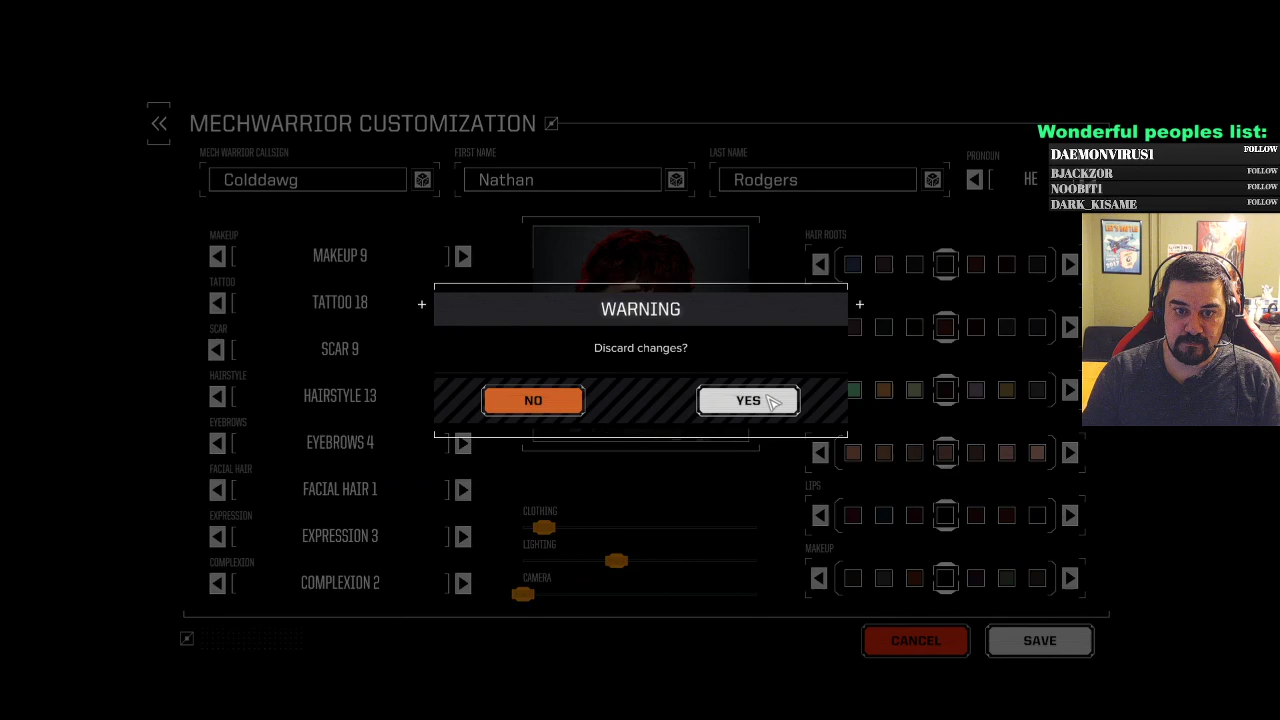 Wonderful peoples list:
MECHWARRIOR CUSTOMIZATION
DAEMONVIRUS1 FOLLOW
BJACKZ0R FOLLOW
NOOBIT1 FOLLOW
DARK_KISAME FOLLOW
MECH WARRIOR CALLSIGN
FIRST NAME
LAST NAME
PRONOUN
Colddawg
Nathan
Rodgers
HE
MAKEUP
MAKEUP 9
TATTOO
TATTOO 18
SCAR
SCAR 9
HAIRSTYLE
HAIRSTYLE 13
EYEBROWS
EYEBROWS 4
FACIAL HAIR
FACIAL HAIR 1
EXPRESSION
EXPRESSION 3
COMPLEXION
COMPLEXION 2
WARNING
Discard changes?
NO
YES
CLOTHING
LIGHTING
CAMERA
HAIR ROOTS
LIPS
MAKEUP
CANCEL
SAVE